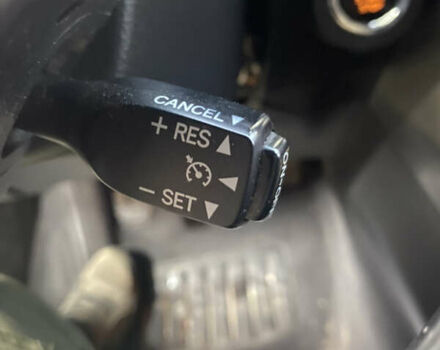 CANCEL ▼
+ RES ▲
◀
− SET ▼
ON-OFF